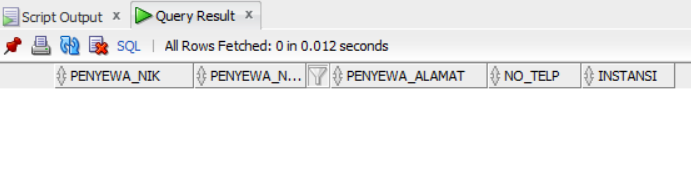 Script Output x Query Result x
SQL | All Rows Fetched: 0 in 0.012 seconds
PENYEWA_NIK PENYEWA_N... PENYEWA_ALAMAT NO_TELP INSTANSI